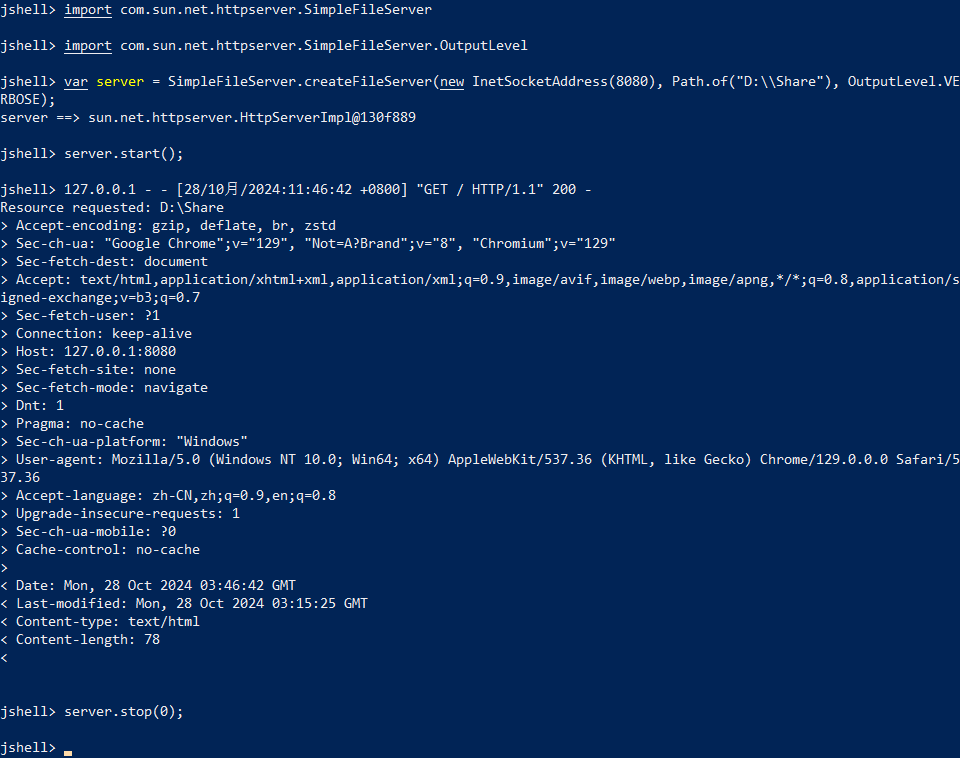 jshell> import com.sun.net.httpserver.SimpleFileServer
jshell> import com.sun.net.httpserver.SimpleFileServer.OutputLevel
jshell> var server = SimpleFileServer.createFileServer(new InetSocketAddress(8080), Path.of("D:\\Share"), OutputLevel.VE
RBOSE);
server ==> sun.net.httpserver.HttpServerImpl@130f889
jshell> server.start();
jshell> 127.0.0.1 - - [28/10月/2024:11:46:42 +0800] "GET / HTTP/1.1" 200 -
Resource requested: D:\Share
> Accept-encoding: gzip, deflate, br, zstd
> Sec-ch-ua: "Google Chrome";v="129", "Not=A?Brand";v="8", "Chromium";v="129"
> Sec-fetch-dest: document
> Accept: text/html,application/xhtml+xml,application/xml;q=0.9,image/avif,image/webp,image/apng,*/*;q=0.8,application/s
igned-exchange;v=b3;q=0.7
> Sec-fetch-user: ?1
> Connection: keep-alive
> Host: 127.0.0.1:8080
> Sec-fetch-site: none
> Sec-fetch-mode: navigate
> Dnt: 1
> Pragma: no-cache
> Sec-ch-ua-platform: "Windows"
> User-agent: Mozilla/5.0 (Windows NT 10.0; Win64; x64) AppleWebKit/537.36 (KHTML, like Gecko) Chrome/129.0.0.0 Safari/5
37.36
> Accept-language: zh-CN,zh;q=0.9,en;q=0.8
> Upgrade-insecure-requests: 1
> Sec-ch-ua-mobile: ?0
> Cache-control: no-cache
>
< Date: Mon, 28 Oct 2024 03:46:42 GMT
< Last-modified: Mon, 28 Oct 2024 03:15:25 GMT
< Content-type: text/html
< Content-length: 78
<
jshell> server.stop(0);
jshell>